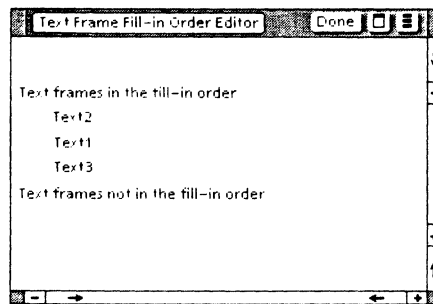 Text Frame Fill-in Order Editor Done
Text frames in the fill-in order
Text2
Text1
Text3
Text frames not in the fill-in order